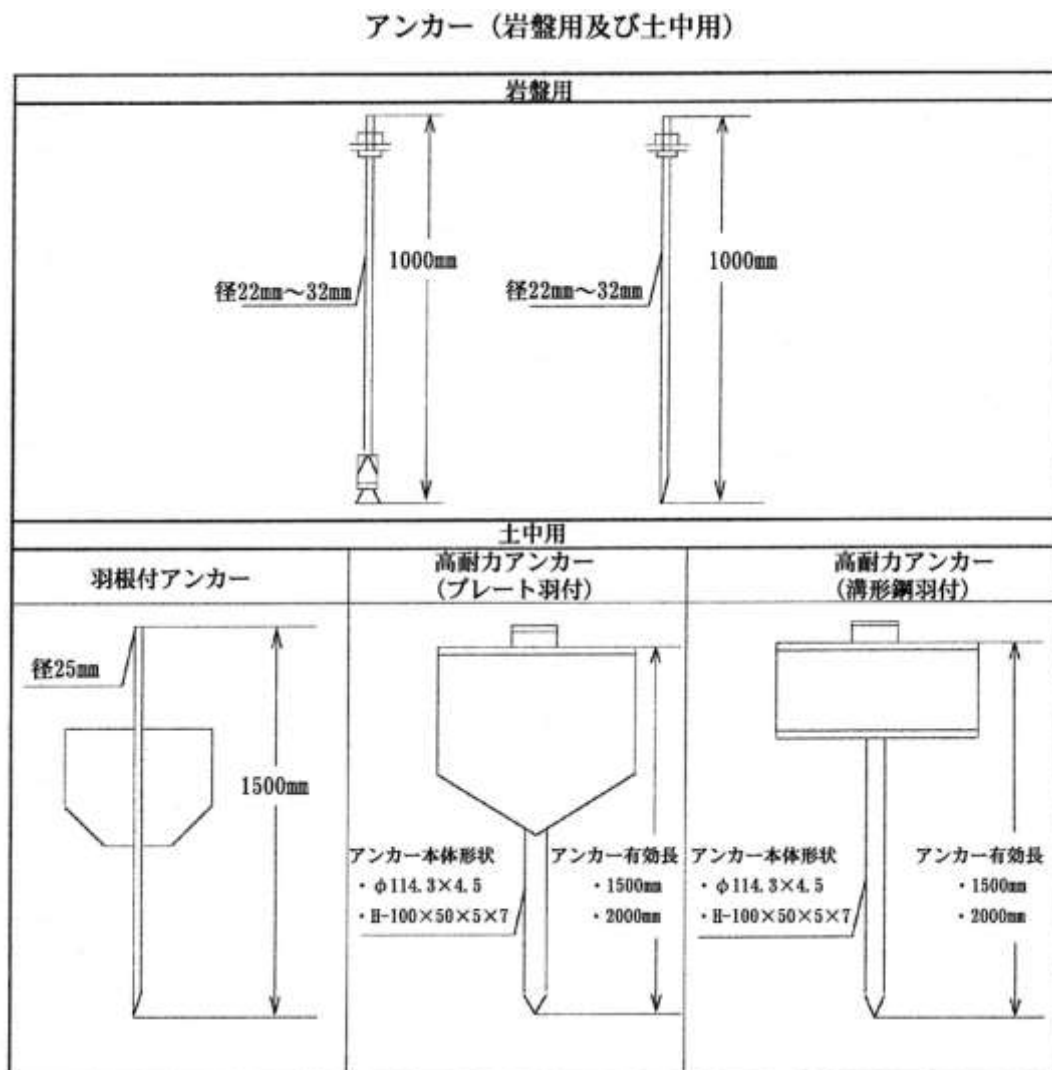 アンカー（岩盤用及び土中用）
岩盤用
1000mm
径22mm～32mm
1000mm
径22mm～32mm
土中用
羽根付アンカー
高耐力アンカー
（プレート羽付）
高耐力アンカー
（溝形鋼羽付）
径25mm
1500mm
アンカー本体形状
・φ114.3×4.5
・H-100×50×5×7
アンカー有効長
・1500mm
・2000mm
アンカー本体形状
・φ114.3×4.5
・H-100×50×5×7
アンカー有効長
・1500mm
・2000mm